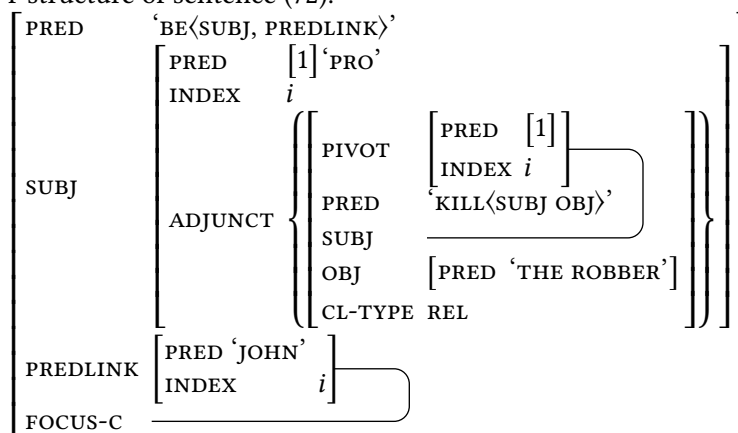 F-structure of sentence (72):
PRED ‘BE⟨SUBJ, PREDLINK⟩’
SUBJ
PRED [1] ‘PRO’
INDEX i
ADJUNCT
PIVOT
PRED [1]
INDEX i
PRED ‘KILL⟨SUBJ OBJ⟩’
SUBJ
OBJ [PRED ‘THE ROBBER’]
CL-TYPE REL
PREDLINK
PRED ‘JOHN’
INDEX i
FOCUS-C